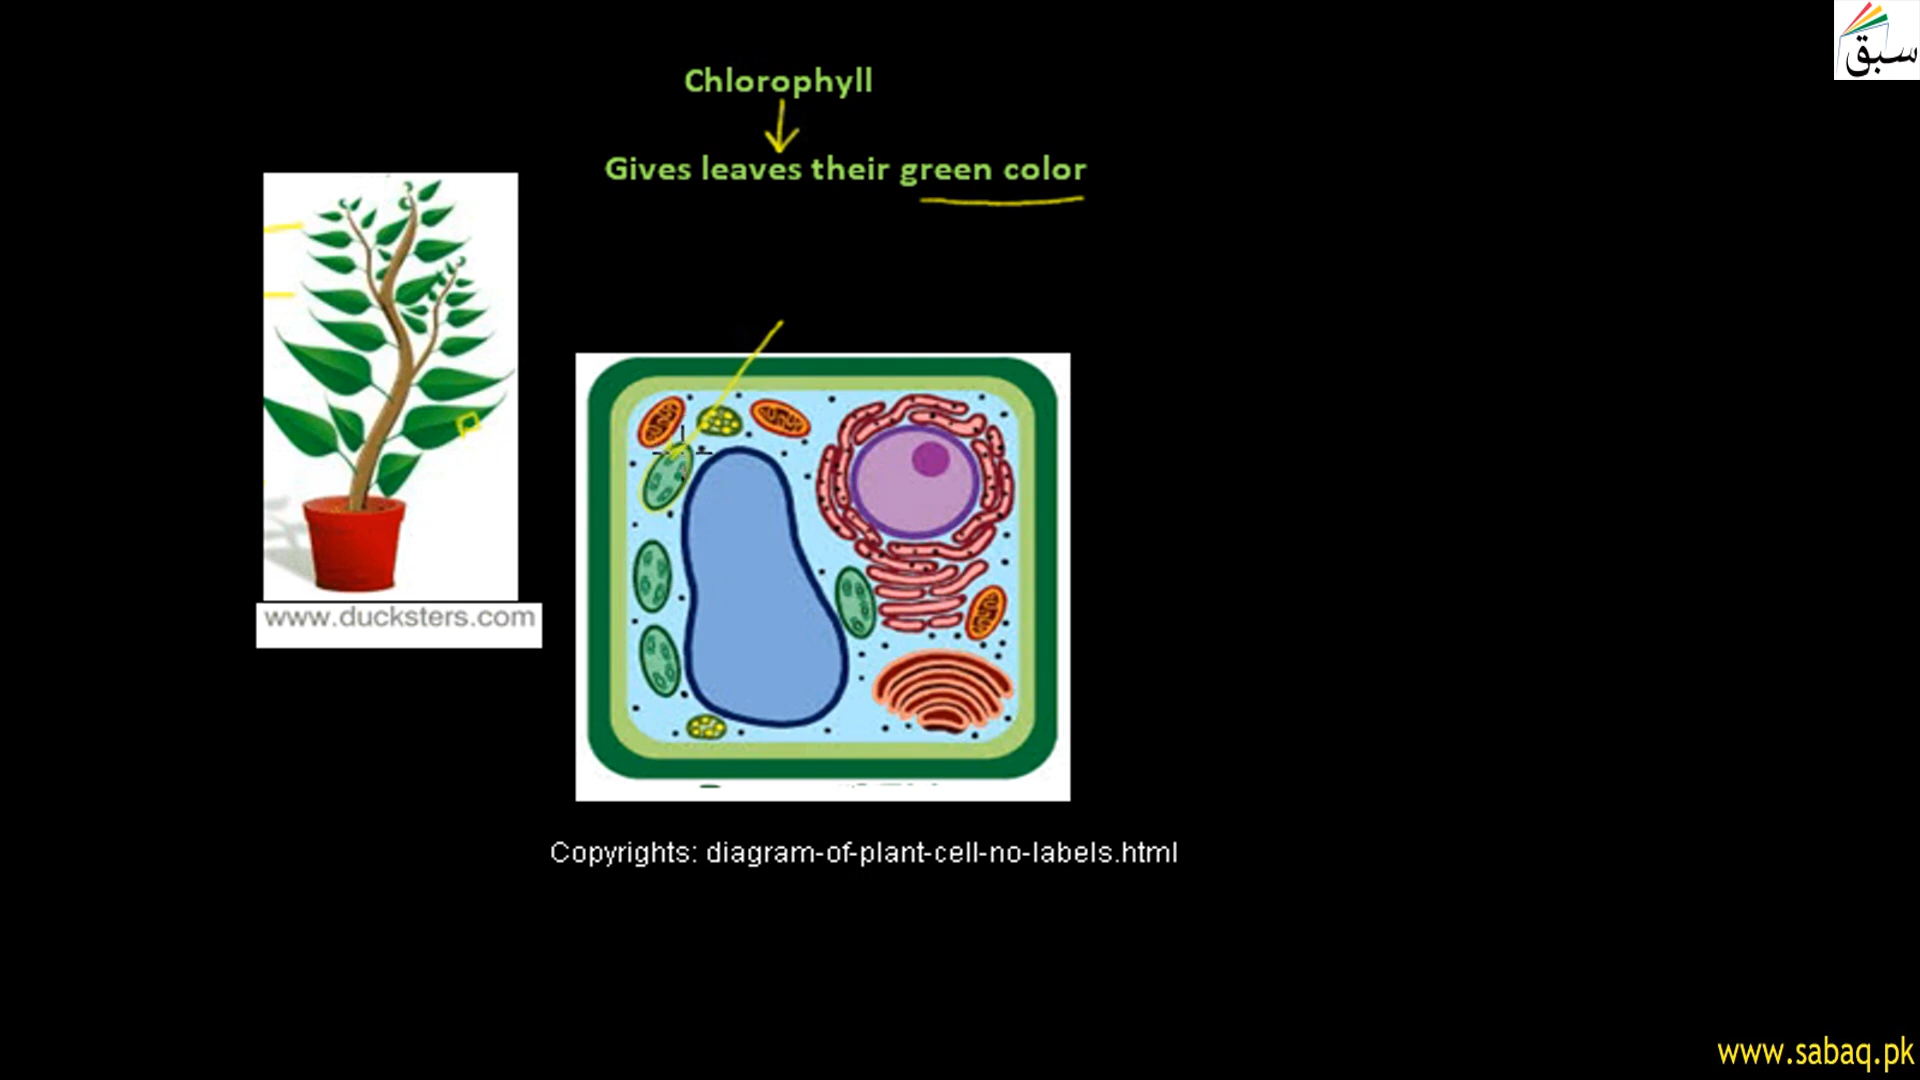 سبق
Chlorophyll
Gives leaves their green color
www.ducksters.com
Copyrights: diagram-of-plant-cell-no-labels.html
www.sabaq.pk